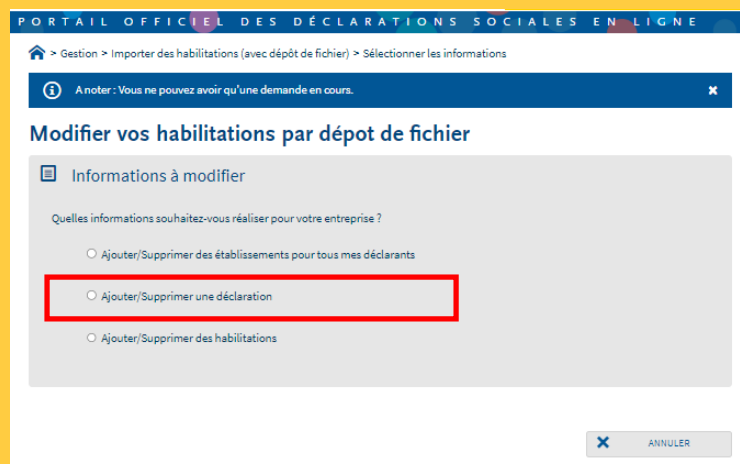 PORTAIL OFFICIEL DES DÉCLARATIONS SOCIALES EN LIGNE
> Gestion > Importer des habilitations (avec dépôt de fichier) > Sélectionner les informations
A noter : Vous ne pouvez avoir qu'une demande en cours.
Modifier vos habilitations par dépot de fichier
Informations à modifier
Quelles informations souhaitez-vous réaliser pour votre entreprise ?
Ajouter/Supprimer des établissements pour tous mes déclarants
Ajouter/Supprimer une déclaration
Ajouter/Supprimer des habilitations
ANNULER